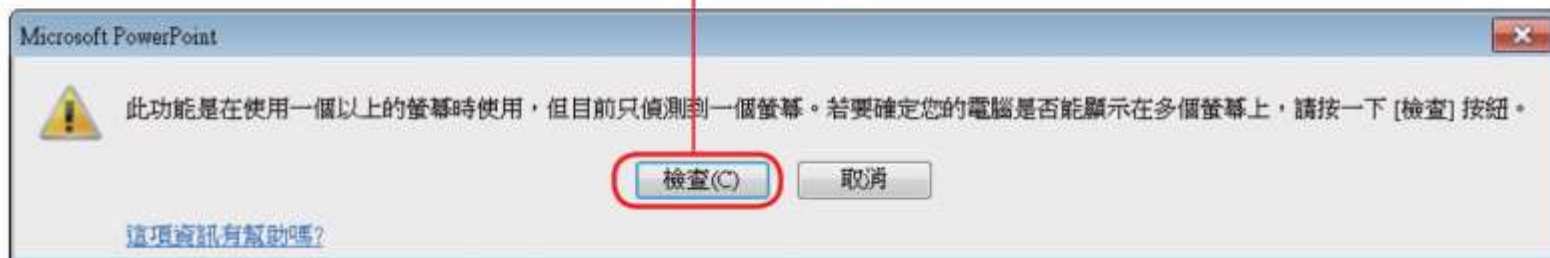 Microsoft PowerPoint
此功能是在使用一個以上的螢幕時使用，但目前只偵測到一個螢幕。若要確定您的電腦是否能顯示在多個螢幕上，請按一下 [檢查] 按鈕。
檢查(C) 取消
這項資訊有幫助嗎?